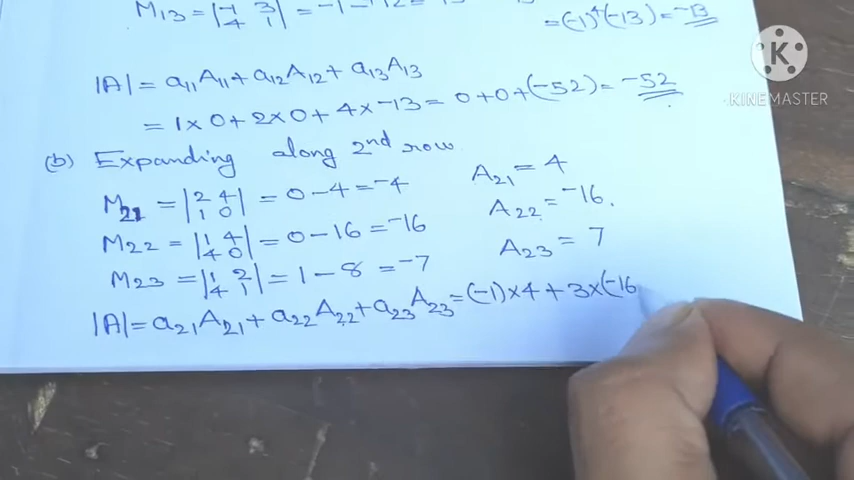 M₁₃ = |-1 3 / 4 1| = -1-12
= (-1)⁴(-13) = -13
|A| = a₁₁A₁₁ + a₁₂A₁₂ + a₁₃A₁₃
= 1×0 + 2×0 + 4×-13 = 0+0+(-52) = -52
KINEMASTER
(b) Expanding along 2nd row
M₂₁ = |2 4 / 1 0| = 0-4 = -4 A₂₁ = 4
M₂₂ = |1 4 / 4 0| = 0-16 = -16 A₂₂ = -16.
M₂₃ = |1 2 / 4 1| = 1-8 = -7 A₂₃ = 7
|A| = a₂₁A₂₁ + a₂₂A₂₂ + a₂₃A₂₃ = (-1)×4 + 3×(-16